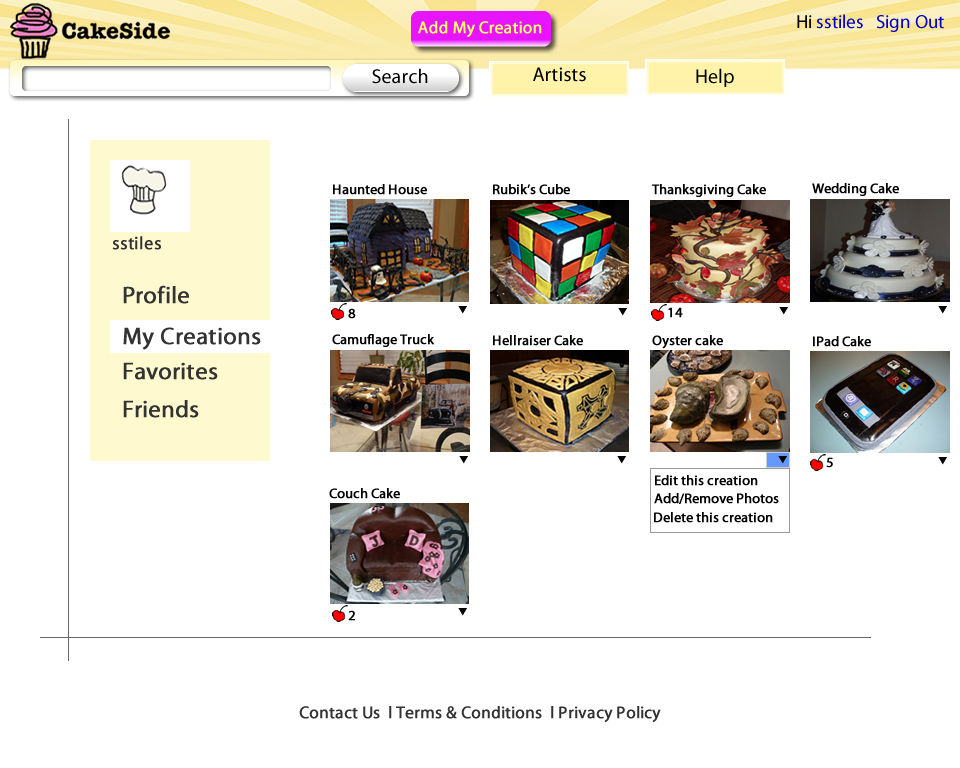 CakeSide
Add My Creation
Hi sstiles Sign Out
Search
Artists
Help
sstiles
Profile
My Creations
Favorites
Friends
Haunted House
Rubik's Cube
Thanksgiving Cake
Wedding Cake
8
14
Camuflage Truck
Hellraiser Cake
Oyster cake
IPad Cake
5
Edit this creation
Add/Remove Photos
Delete this creation
Couch Cake
J D
2
Contact Us | Terms & Conditions | Privacy Policy